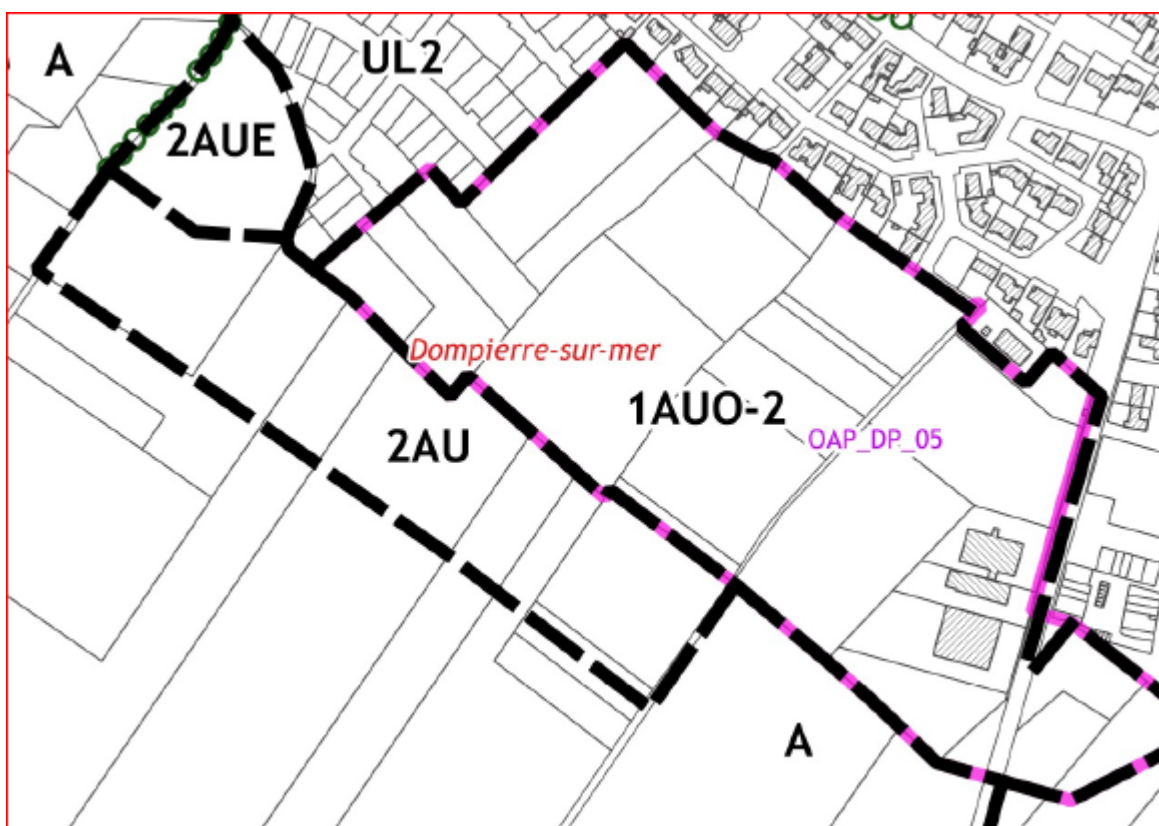 A
UL2
2AUE
Dompierre-sur-mer
1AUO-2
2AU
OAP_DP_05
A